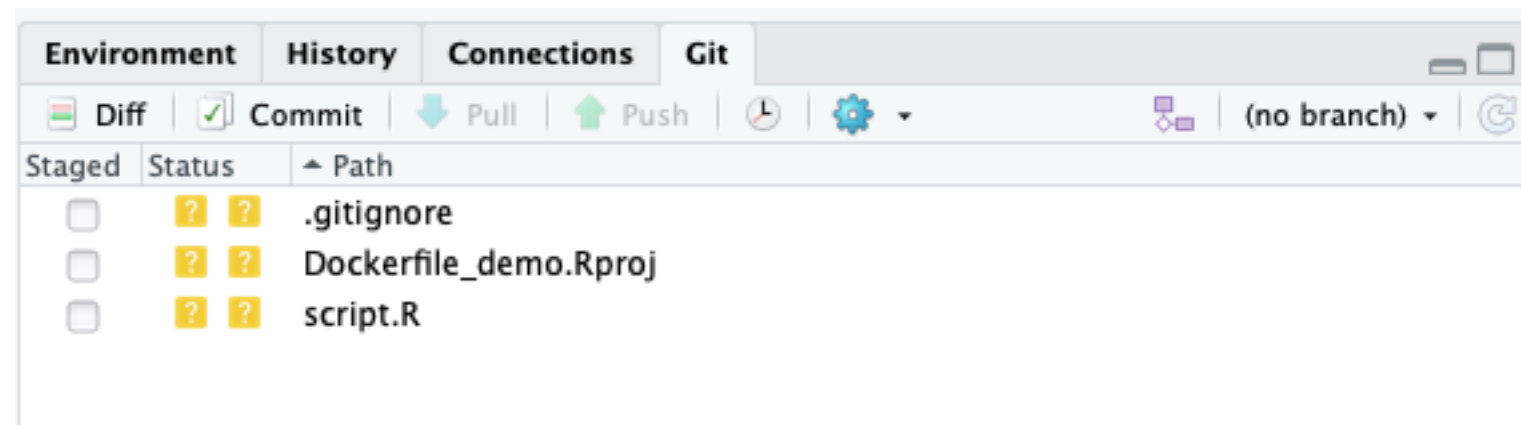 Environment History Connections Git
Diff Commit Pull Push (no branch)
Staged Status Path
? ? .gitignore
? ? Dockerfile_demo.Rproj
? ? script.R